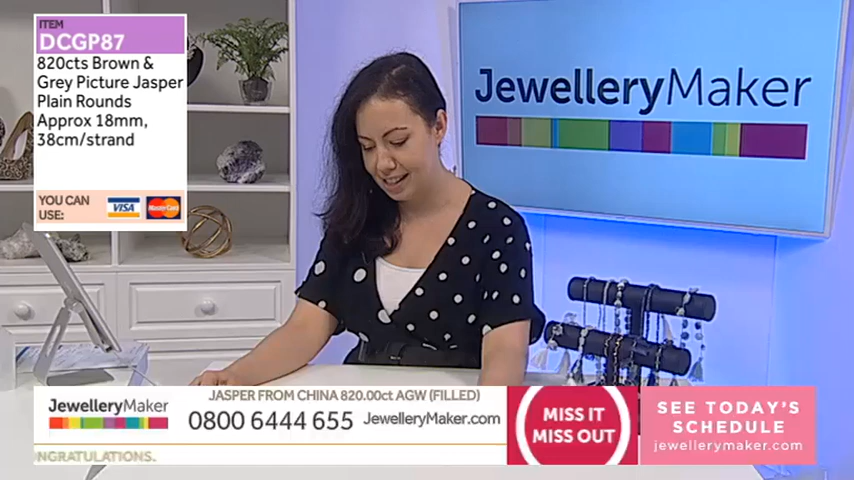 ITEM
DCGP87
820cts Brown &
Grey Picture Jasper
Plain Rounds
Approx 18mm,
38cm/strand
YOU CAN
USE:
VISA
MasterCard
JewelleryMaker
JewelleryMaker
JASPER FROM CHINA 820.00ct AGW (FILLED)
0800 6444 655
JewelleryMaker.com
MISS IT
MISS OUT
SEE TODAY'S
SCHEDULE
jewellerymaker.com
ONGRATULATIONS.